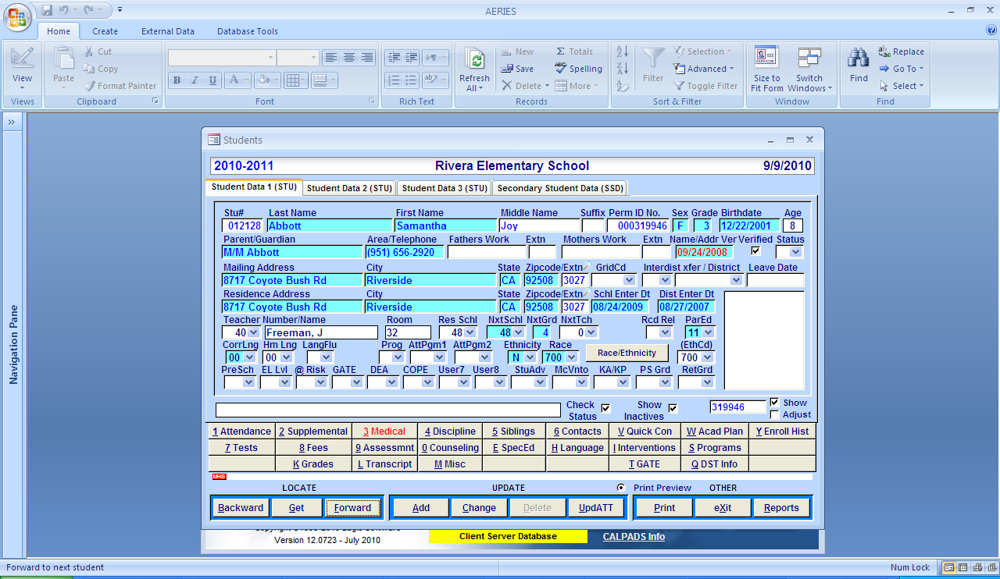 AERIES
Home Create External Data Database Tools
View Views
Paste Cut Copy Format Painter Clipboard
B I U A Font
Rich Text
Refresh All New Save Delete Σ Totals Spelling More Records
Filter Selection Advanced Toggle Filter Sort & Filter
Size to Fit Form Switch Windows Window
Find Replace Go To Select Find
Navigation Pane
Students
2010-2011 Rivera Elementary School 9/9/2010
Student Data 1 (STU) Student Data 2 (STU) Student Data 3 (STU) Secondary Student Data (SSD)
Stu# Last Name First Name Middle Name Suffix Perm ID No. Sex Grade Birthdate Age
012128 Abbott Samantha Joy 000319946 F 3 12/22/2001 8
Parent/Guardian Area/Telephone Fathers Work Extn Mothers Work Extn Name/Addr Ver Verified Status
M/M Abbott (951) 656-2920 09/24/2008
Mailing Address City State Zipcode/Extn GridCd Interdist xfer / District Leave Date
8717 Coyote Bush Rd Riverside CA 92508 3027
Residence Address City State Zipcode/Extn Schl Enter Dt Dist Enter Dt
8717 Coyote Bush Rd Riverside CA 92508 3027 08/24/2009 08/27/2007
Teacher Number/Name Room Res Schl NxtSchl NxtGrd NxtTch Rcd Rel ParEd
40 Freeman, J 32 48 48 4 0 11
CorrLng Hm Lng LangFlu Prog AttPgm1 AttPgm2 Ethnicity Race Race/Ethnicity (EthCd)
00 00 N 700 700
PreSch EL Lvl @ Risk GATE DEA COPE User7 User8 StuAdv McVnto KA/KP PS Grd RetGrd
Check Status Show Inactives 319946 Show
Adjust
1 Attendance 2 Supplemental 3 Medical 4 Discipline 5 Siblings 6 Contacts V Quick Con W Acad Plan Y Enroll Hist
7 Tests 8 Fees 9 Assessmnt 0 Counseling E SpecEd H Language I Interventions S Programs
K Grades L Transcript M Misc T GATE Q DST Info
MHS
LOCATE UPDATE Print Preview OTHER
Backward Get Forward Add Change Delete UpdATT Print eXit Reports
Version 12.0723 - July 2010 Client Server Database CALPADS Info
Forward to next student Num Lock